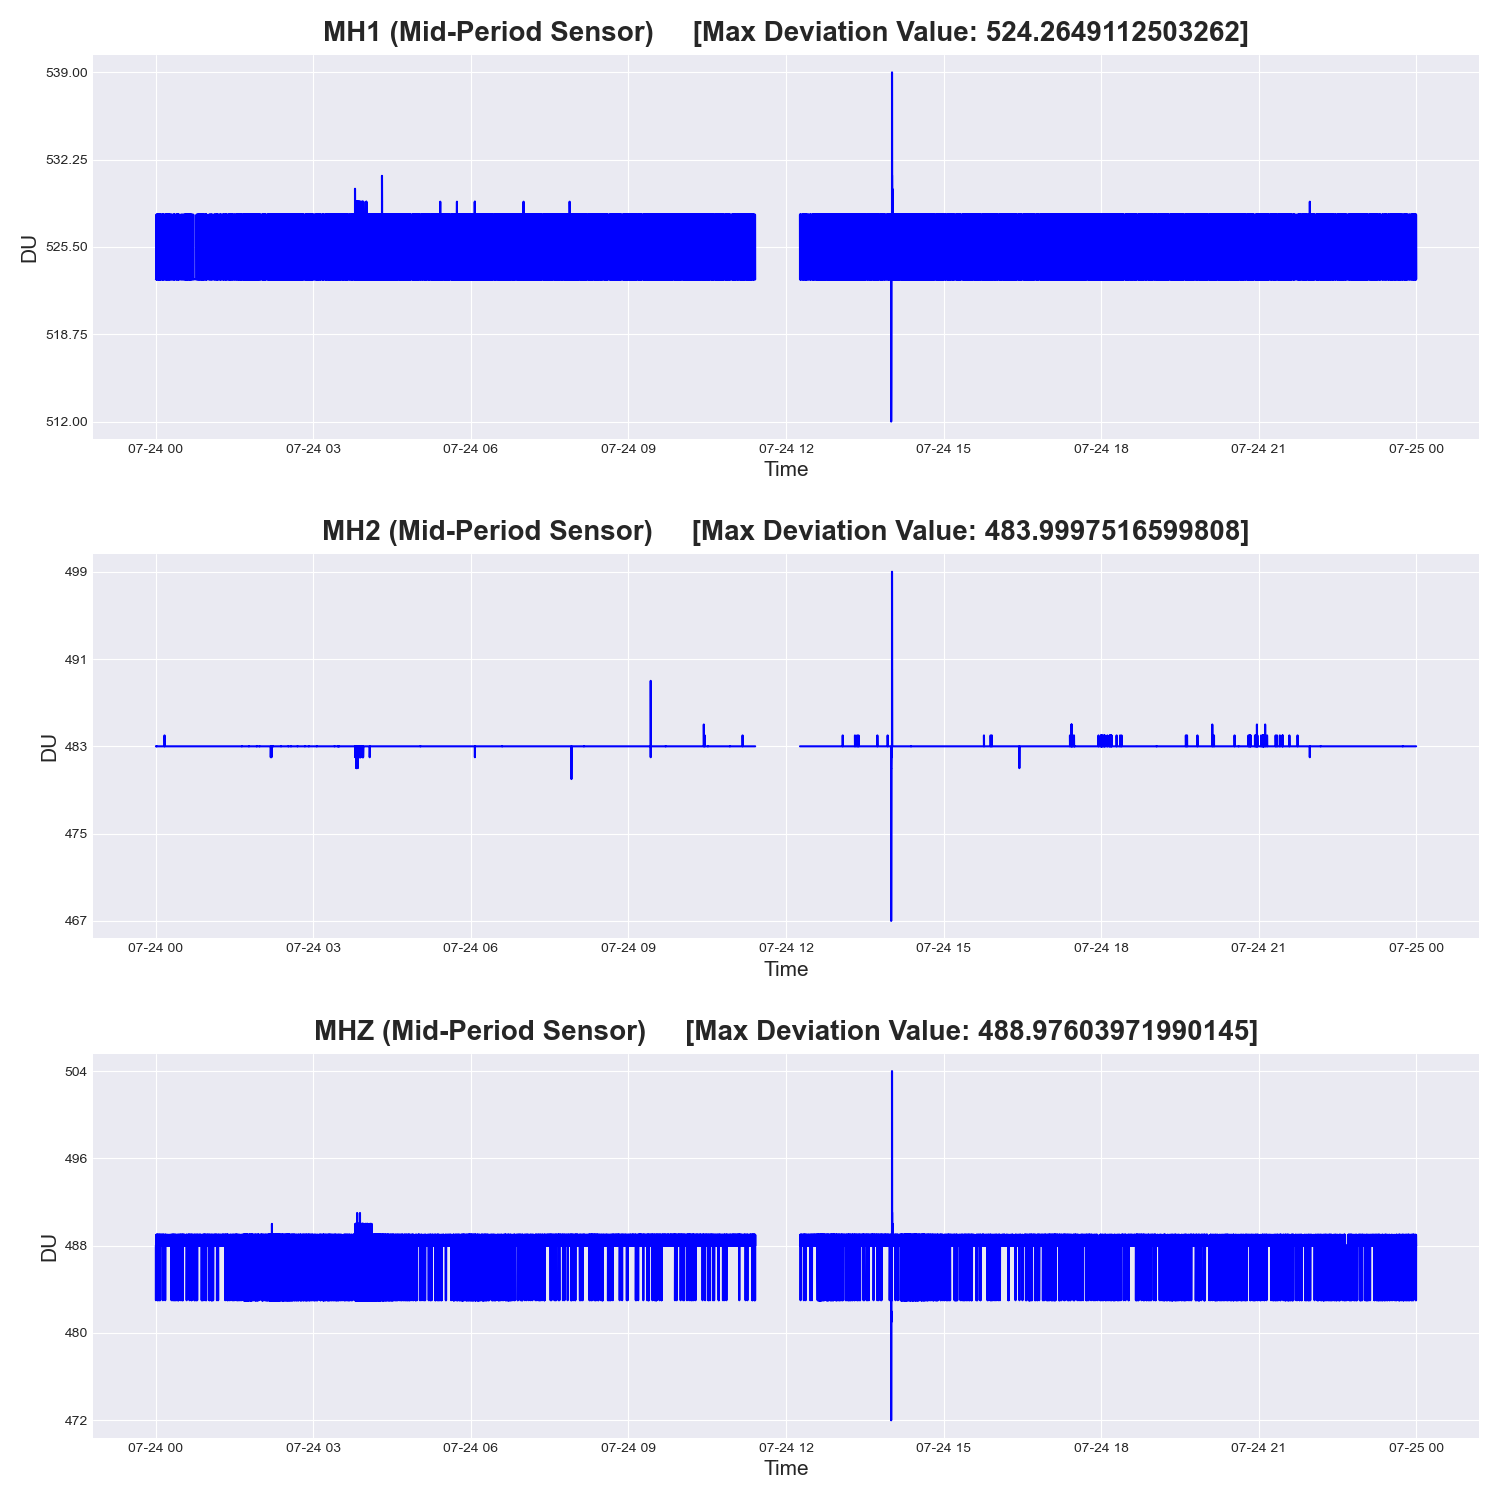 MH1 (Mid-Period Sensor) [Max Deviation Value: 524.2649112503262]
539.00
532.25
525.50
518.75
512.00
DU
07-24 00 07-24 03 07-24 06 07-24 09 07-24 12 07-24 15 07-24 18 07-24 21 07-25 00
Time
MH2 (Mid-Period Sensor) [Max Deviation Value: 483.9997516599808]
499
491
483
475
467
DU
07-24 00 07-24 03 07-24 06 07-24 09 07-24 12 07-24 15 07-24 18 07-24 21 07-25 00
Time
MHZ (Mid-Period Sensor) [Max Deviation Value: 488.97603971990145]
504
496
488
480
472
DU
07-24 00 07-24 03 07-24 06 07-24 09 07-24 12 07-24 15 07-24 18 07-24 21 07-25 00
Time